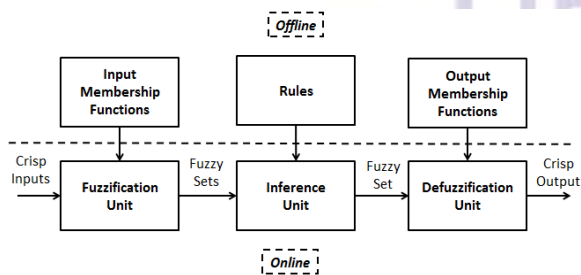 Offline
Input
Membership
Functions
Rules
Output
Membership
Functions
Crisp
Inputs
Fuzzification
Unit
Fuzzy
Sets
Inference
Unit
Fuzzy
Set
Defuzzification
Unit
Crisp
Output
Online